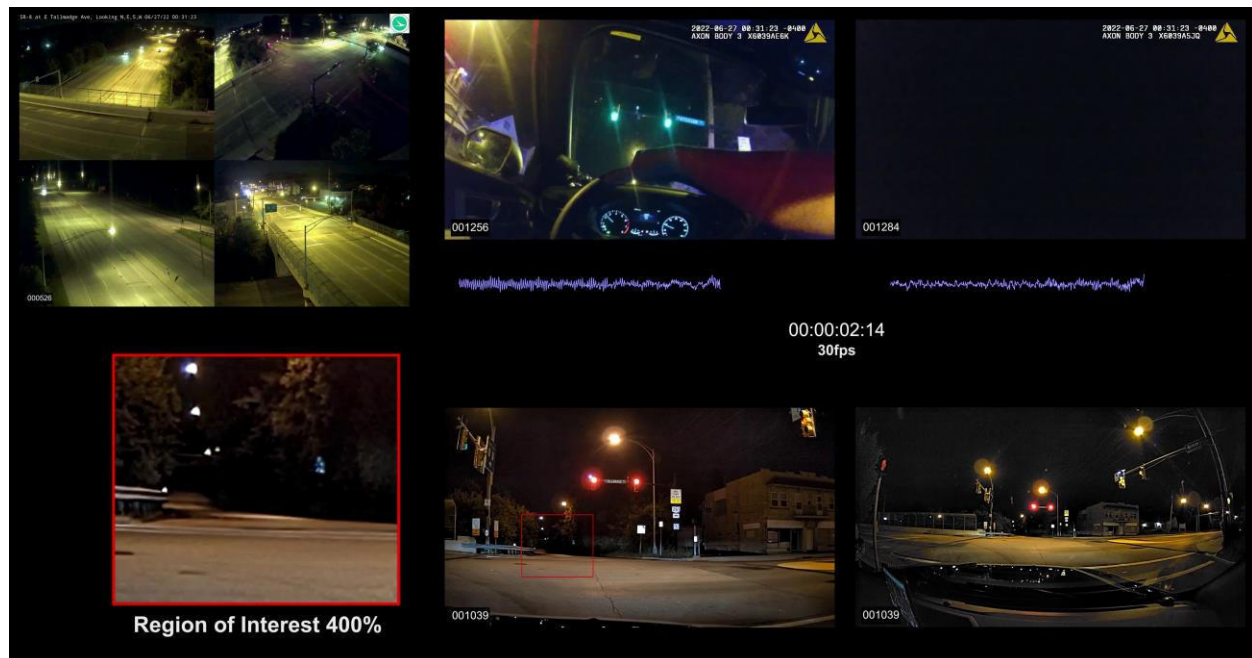 SR-8 at E Tallmadge Ave, Looking N,E,S,W 06/27/22 00:31:23
000526
2022-06-27 00:31:23 -0400
AXON BODY 3 X6039AE6K
001256
2022-06-27 00:31:23 -0400
AXON BODY 3 X6039A5JQ
001284
00:00:02:14
30fps
Region of Interest 400%
001039
001039